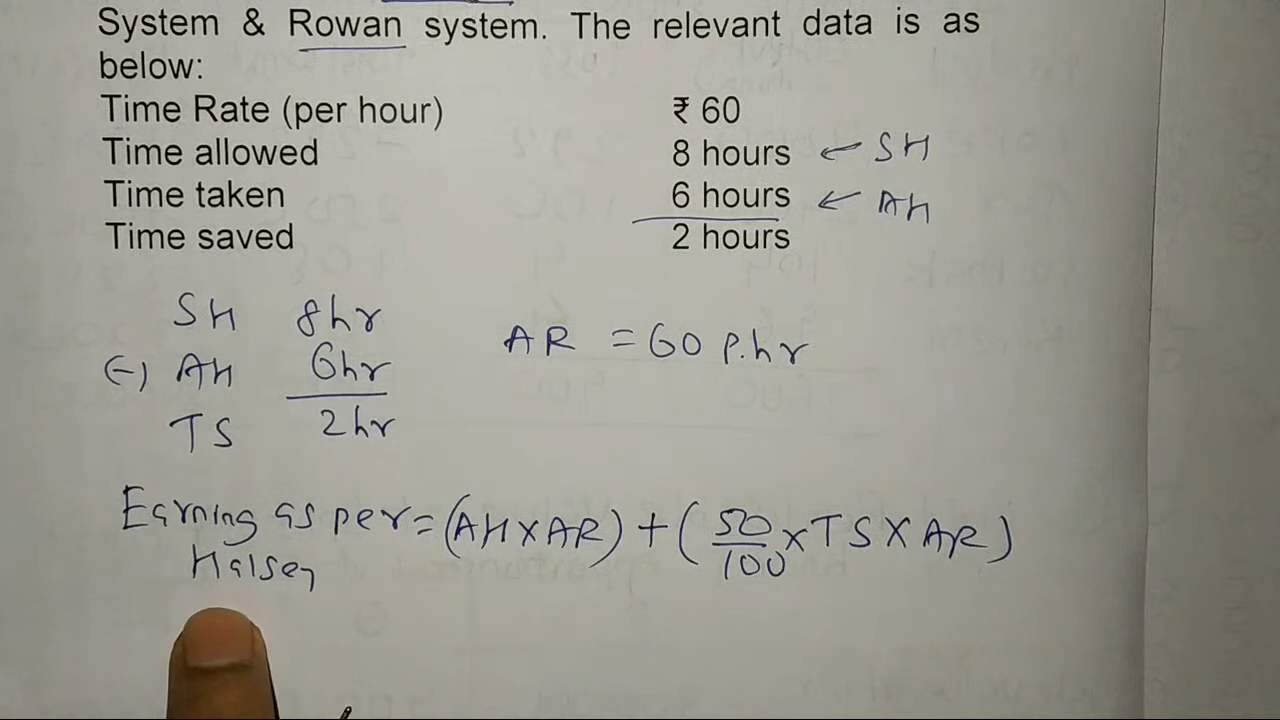 System & Rowan system. The relevant data is as
below:
Time Rate (per hour) ₹ 60
Time allowed 8 hours ← SH
Time taken 6 hours ← AH
Time saved 2 hours
SH 8hr
(-) AH 6hr
TS 2hr
AR = 60 P.hr
Earning as per = (AH X AR) + (50/100 X TS X AR)
Halsey